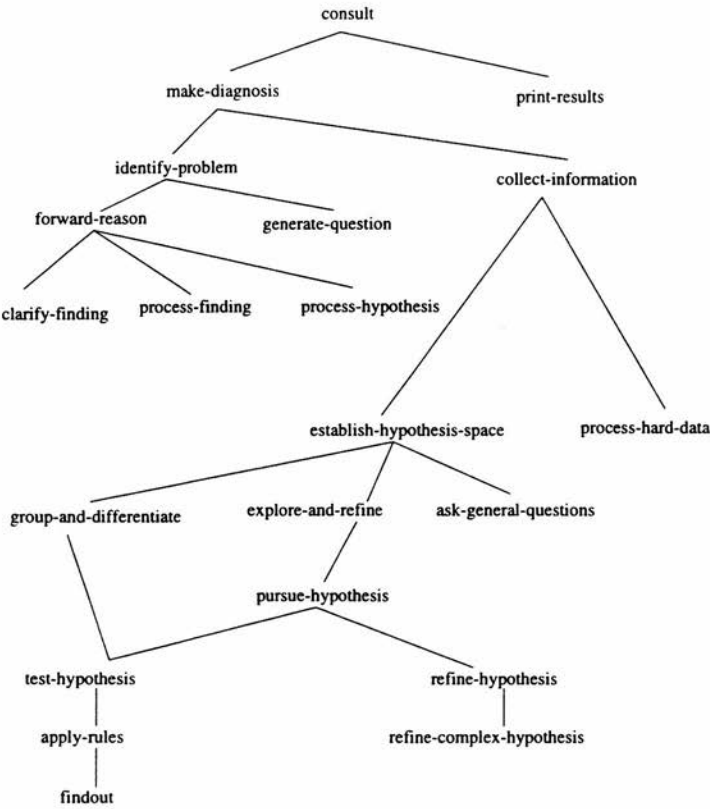 consult
make-diagnosis
print-results
identify-problem
collect-information
forward-reason
generate-question
clarify-finding
process-finding
process-hypothesis
establish-hypothesis-space
process-hard-data
group-and-differentiate
explore-and-refine
ask-general-questions
pursue-hypothesis
test-hypothesis
refine-hypothesis
apply-rules
refine-complex-hypothesis
findout